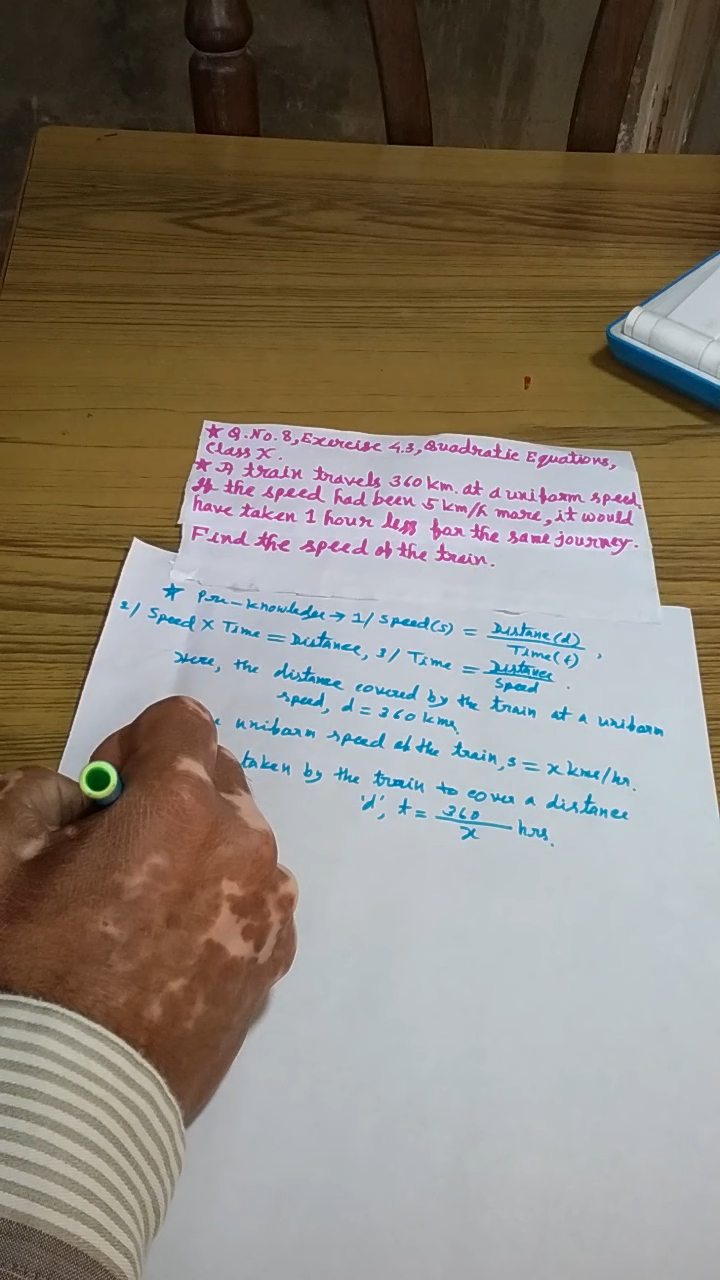 ★ Q.No. 8, Exercise 4.3, Quadratic Equations,
Class X.
★ A train travels 360 km. at a uniform speed.
If the speed had been 5 km/h more, it would
have taken 1 hour less for the same journey.
Find the speed of the train.
★ Pre-knowledge → 1/ Speed(s) = Distance(d)/Time(t),
2/ Speed × Time = Distance, 3/ Time = Distance/Speed.
Here, the distance covered by the train at a uniform
speed, d = 360 kms.
uniform speed of the train, s = x kms/hr.
taken by the train to cover a distance
'd', t = 360/x hrs.